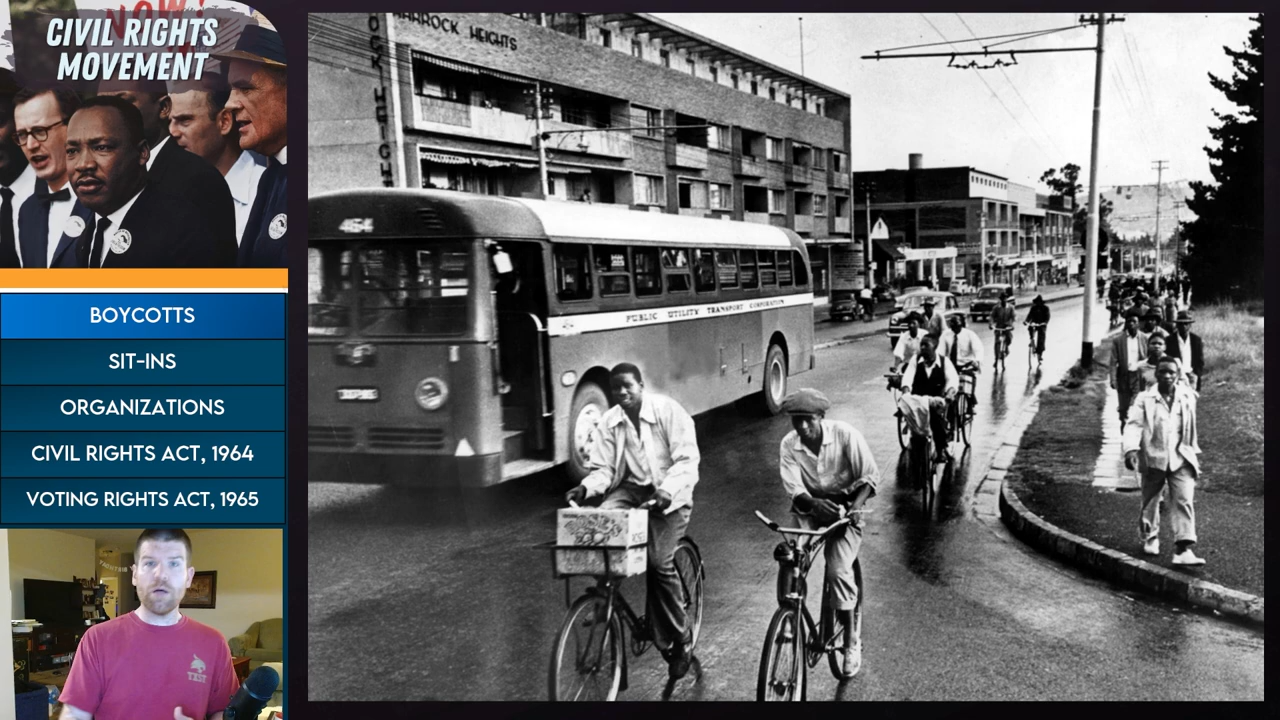 NOW!
CIVIL RIGHTS
MOVEMENT
BOYCOTTS
SIT-INS
ORGANIZATIONS
CIVIL RIGHTS ACT, 1964
VOTING RIGHTS ACT, 1965
HEIGHTS
464
PUBLIC UTILITY TRANSPORT CORPORATION